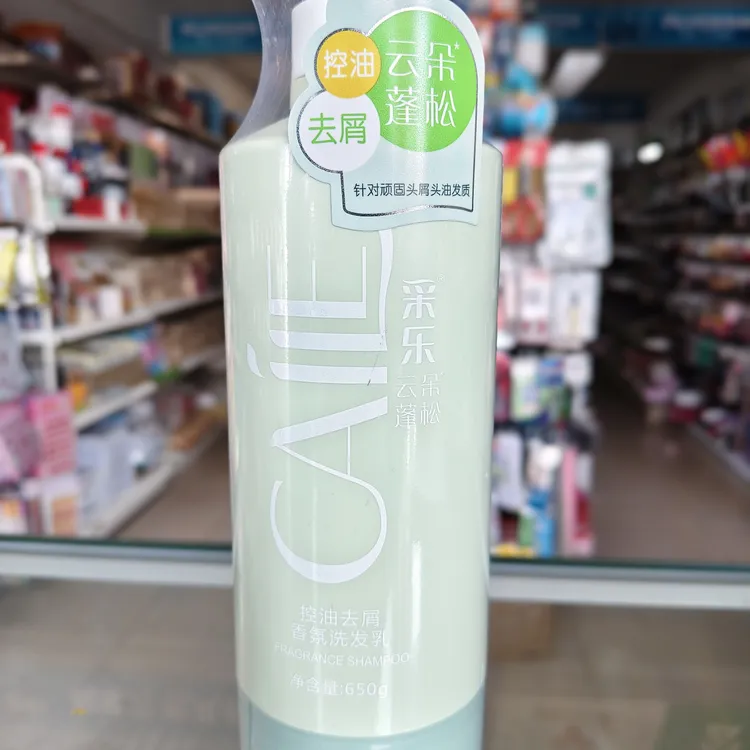 控油
去屑
云朵*
蓬松
针对顽固头屑头油发质
CAiLE
采乐
云朵
蓬松
控油去屑
香氛洗发乳
FRAGRANCE SHAMPOO
净含量:650g